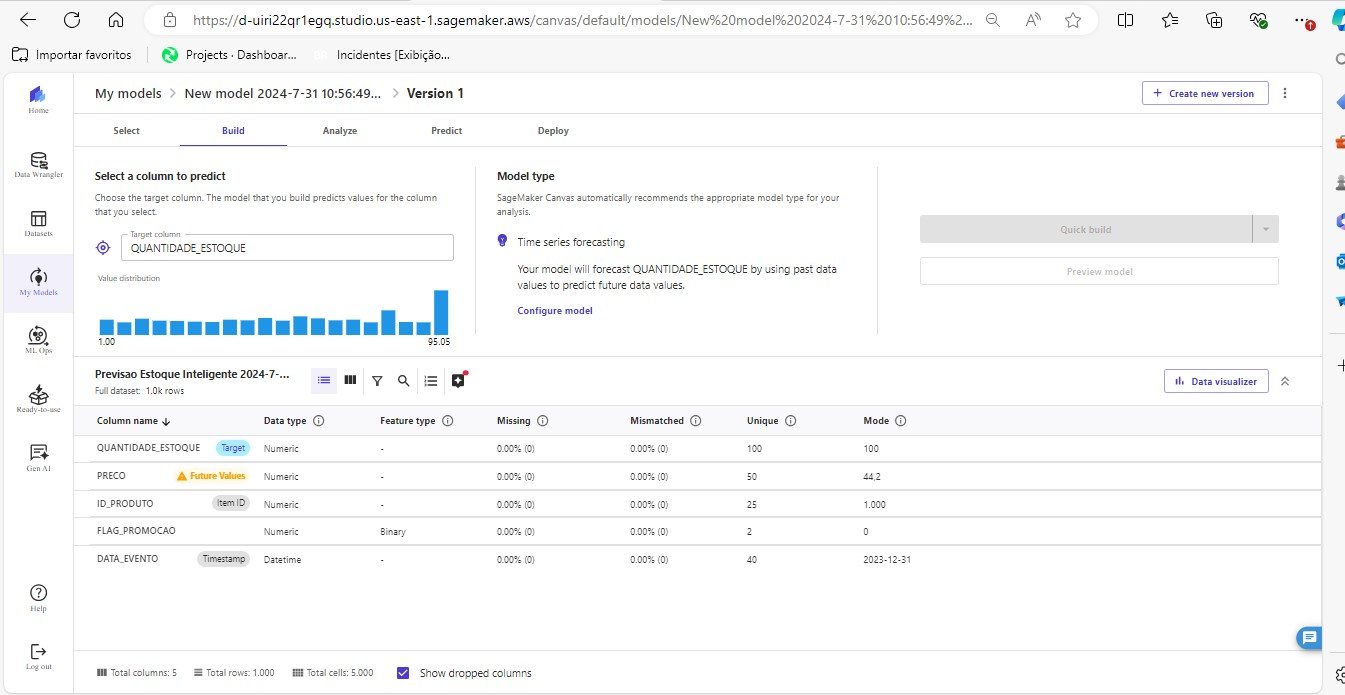 https://d-uiri22qr1egq.studio.us-east-1.sagemaker.aws/canvas/default/models/New%20model%202024-7-31%2010:56:49%2...
Importar favoritos
Projects · Dashboar...
Incidentes [Exibição...
Home
Data Wrangler
Datasets
My Models
ML Ops
Ready-to-use
Gen AI
Help
Log out
My models > New model 2024-7-31 10:56:49... > Version 1
+ Create new version
Select Build Analyze Predict Deploy
Select a column to predict
Choose the target column. The model that you build predicts values for the column
that you select.
Target column
QUANTIDADE_ESTOQUE
Value distribution
1.00 95.05
Model type
SageMaker Canvas automatically recommends the appropriate model type for your
analysis.
Time series forecasting
Your model will forecast QUANTIDADE_ESTOQUE by using past data
values to predict future data values.
Configure model
Quick build
Preview model
Previsao Estoque Inteligente 2024-7-...
Full dataset: 1.0k rows
Data visualizer
Column name Data type Feature type Missing Mismatched Unique Mode
QUANTIDADE_ESTOQUE Target Numeric - 0.00% (0) 0.00% (0) 100 100
PRECO Future Values Numeric - 0.00% (0) 0.00% (0) 50 44,2
ID_PRODUTO Item ID Numeric - 0.00% (0) 0.00% (0) 25 1.000
FLAG_PROMOCAO Numeric Binary 0.00% (0) 0.00% (0) 2 0
DATA_EVENTO Timestamp Datetime - 0.00% (0) 0.00% (0) 40 2023-12-31
Total columns: 5 Total rows: 1.000 Total cells: 5.000 Show dropped columns